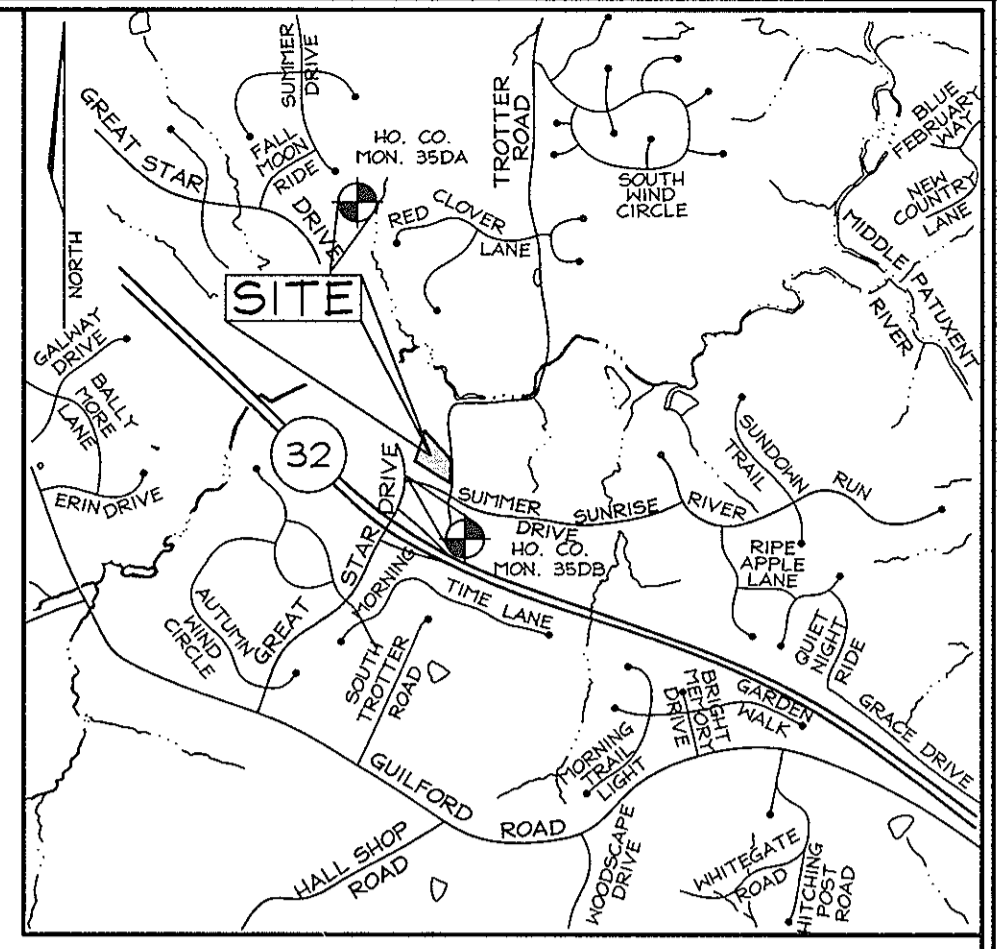 SUMMER
DRIVE
GREAT STAR
DRIVE
FALL
MOON
RIDE
HO. CO.
MON. 35DA
TROTTER
ROAD
SOUTH
WIND
CIRCLE
BLUE
FEBRUARY
WAY
NEW
COUNTRY
LANE
RED CLOVER
LANE
MIDDLE PATUXENT
RIVER
NORTH
SITE
GALWAY
DRIVE
BALLY
MORE
LANE
ERIN DRIVE
32
GREAT STAR DRIVE
SUMMER SUNRISE
DRIVE
HO. CO.
MON. 35DB
SUNDOWN
TRAIL
RIVER RUN
RIPE
APPLE
LANE
QUIET
NIGHT
RIDE
MORNING TIME LANE
AUTUMN
WIND
CIRCLE
SOUTH
TROTTER
ROAD
BRIGHT
MEMORY
DRIVE
GARDEN
WALK
GRACE DRIVE
MORNING
TRAIL
LIGHT
GUILFORD ROAD
HALL SHOP
ROAD
WOODSCAPE
DRIVE
WHITEGATE
ROAD
HITCHING
POST
ROAD